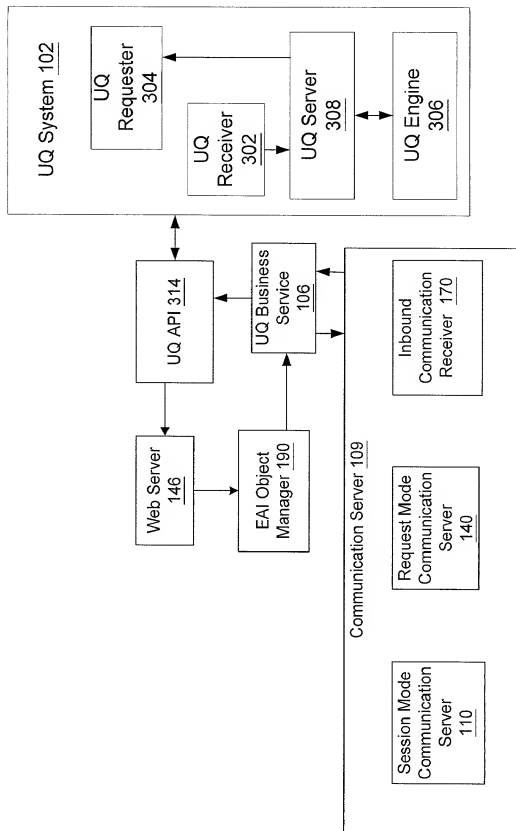 UQ System 102
UQ
Requester
304
UQ
Receiver
302
UQ Server
308
UQ Engine
306
UQ API 314
UQ Business
Service
106
Web Server
146
EAI Object
Manager 190
Communication Server 109
Session Mode
Communication
Server
110
Request Mode
Communication
Server
140
Inbound
Communication
Receiver 170